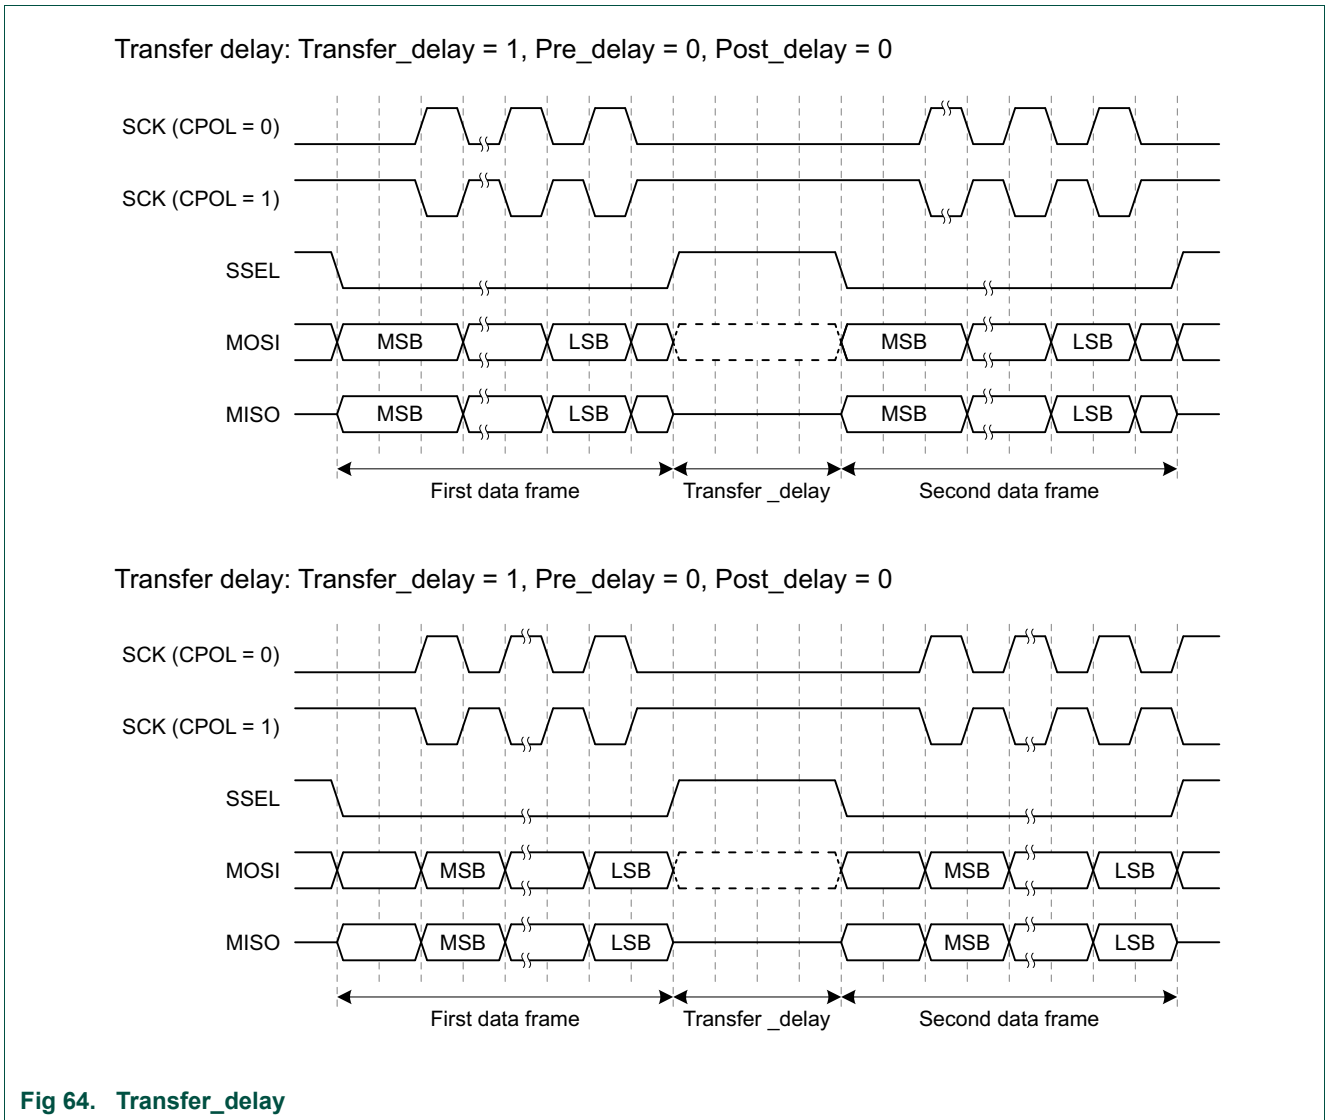 Transfer delay: Transfer_delay = 1, Pre_delay = 0, Post_delay = 0
SCK (CPOL = 0)
SCK (CPOL = 1)
SSEL
MOSI MSB LSB MSB LSB
MISO MSB LSB MSB LSB
First data frame Transfer _delay Second data frame
Transfer delay: Transfer_delay = 1, Pre_delay = 0, Post_delay = 0
SCK (CPOL = 0)
SCK (CPOL = 1)
SSEL
MOSI MSB LSB MSB LSB
MISO MSB LSB MSB LSB
First data frame Transfer _delay Second data frame
Fig 64. Transfer_delay